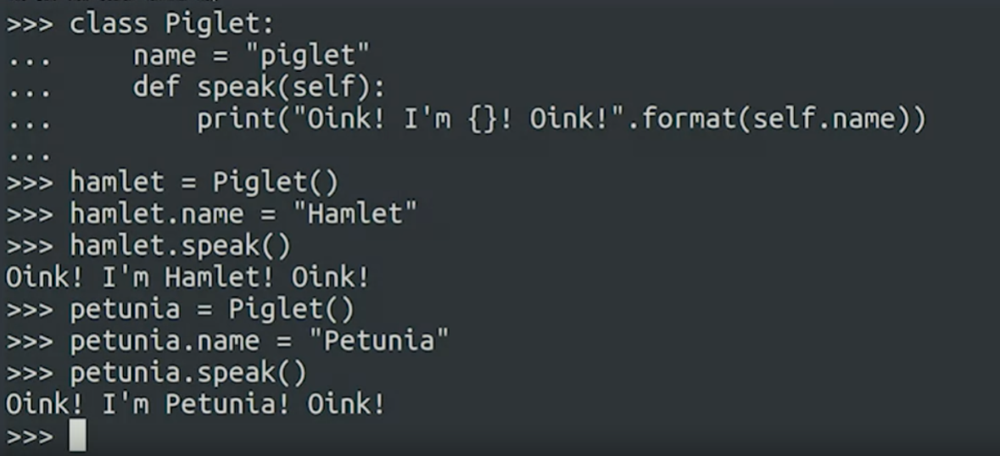 >>> class Piglet:
...     name = "piglet"
...     def speak(self):
...         print("Oink! I'm {}! Oink!".format(self.name))
...
>>> hamlet = Piglet()
>>> hamlet.name = "Hamlet"
>>> hamlet.speak()
Oink! I'm Hamlet! Oink!
>>> petunia = Piglet()
>>> petunia.name = "Petunia"
>>> petunia.speak()
Oink! I'm Petunia! Oink!
>>>